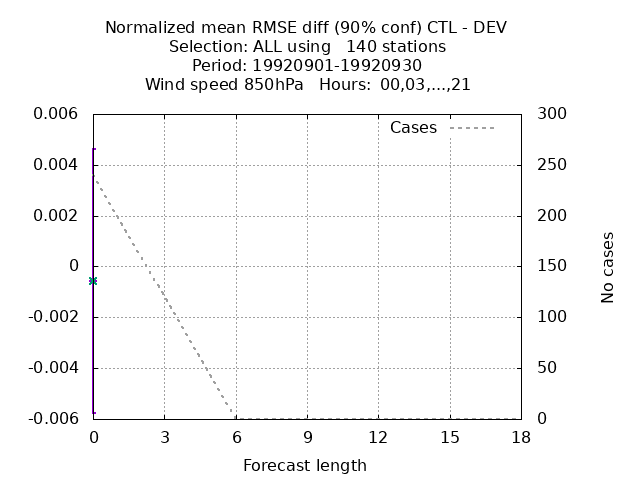 Normalized mean RMSE diff (90% conf) CTL - DEV
Selection: ALL using   140 stations
Period: 19920901-19920930
Wind speed 850hPa   Hours:  00,03,...,21
0.006
0.004
0.002
0
-0.002
-0.004
-0.006
Cases
300
250
200
150
100
50
0
No cases
0 3 6 9 12 15 18
Forecast length